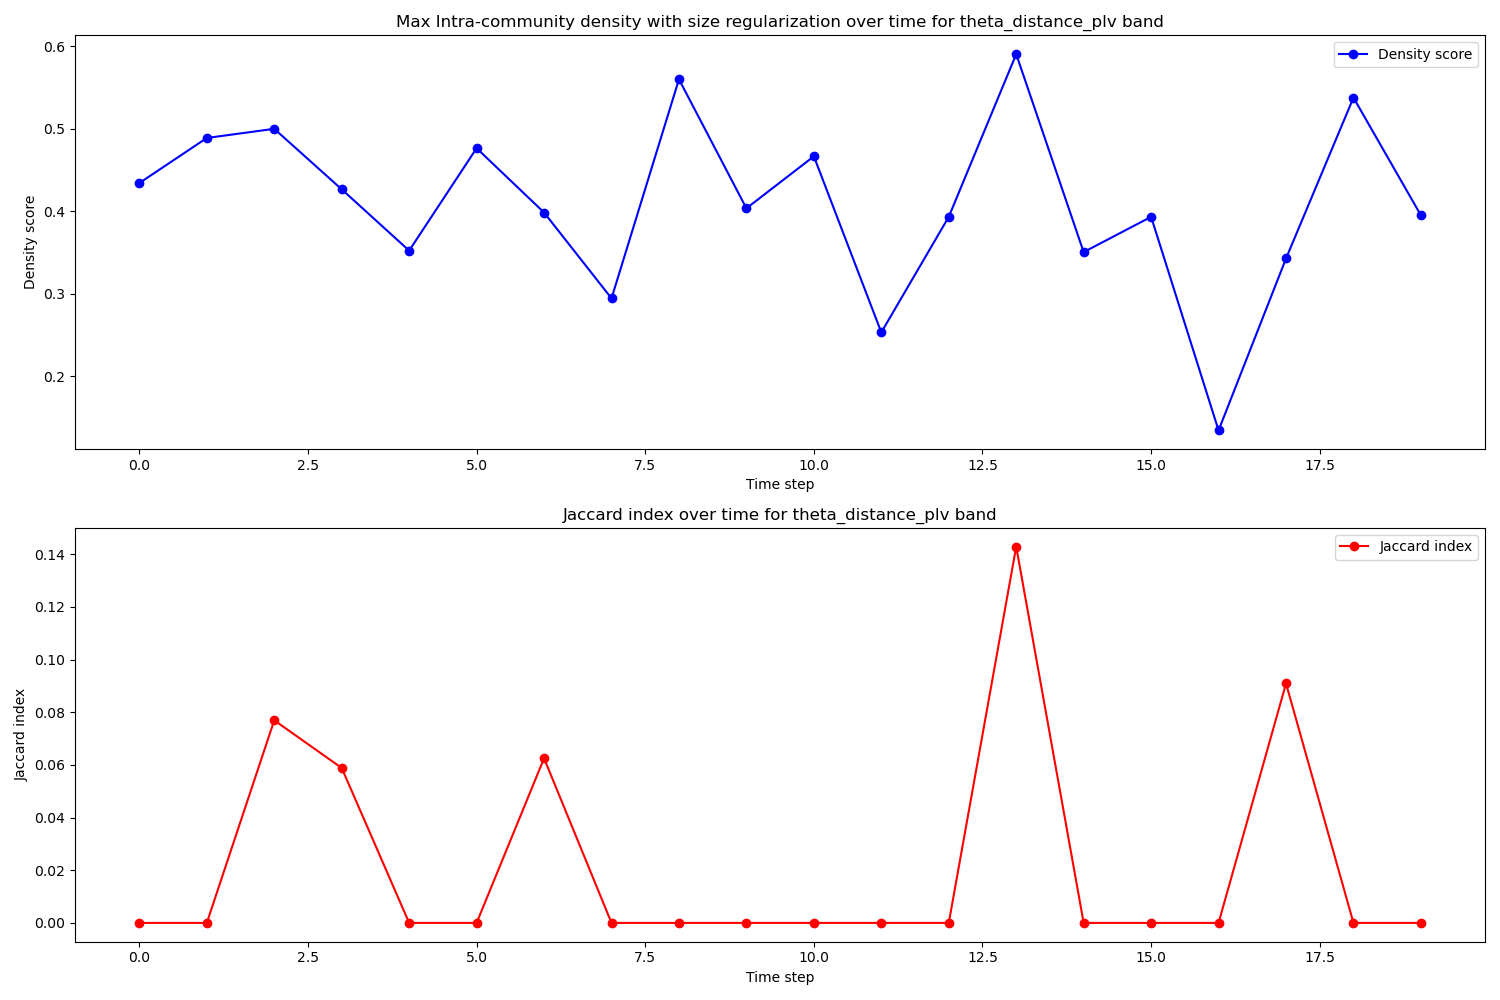 Max Intra-community density with size regularization over time for theta_distance_plv band
Density score
0.6
0.5
0.4
0.3
0.2
Density score
0.0 2.5 5.0 7.5 10.0 12.5 15.0 17.5
Time step
Jaccard index over time for theta_distance_plv band
Jaccard index
0.14
0.12
0.10
0.08
0.06
0.04
0.02
0.00
Jaccard index
0.0 2.5 5.0 7.5 10.0 12.5 15.0 17.5
Time step